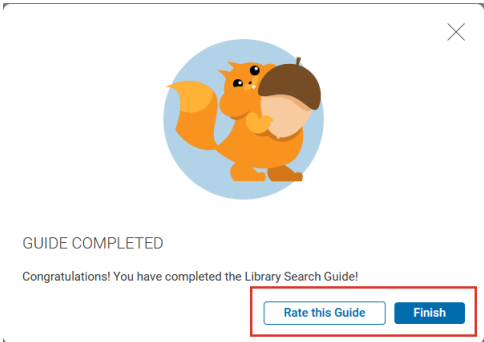 GUIDE COMPLETED
Congratulations! You have completed the Library Search Guide!
Rate this Guide
Finish